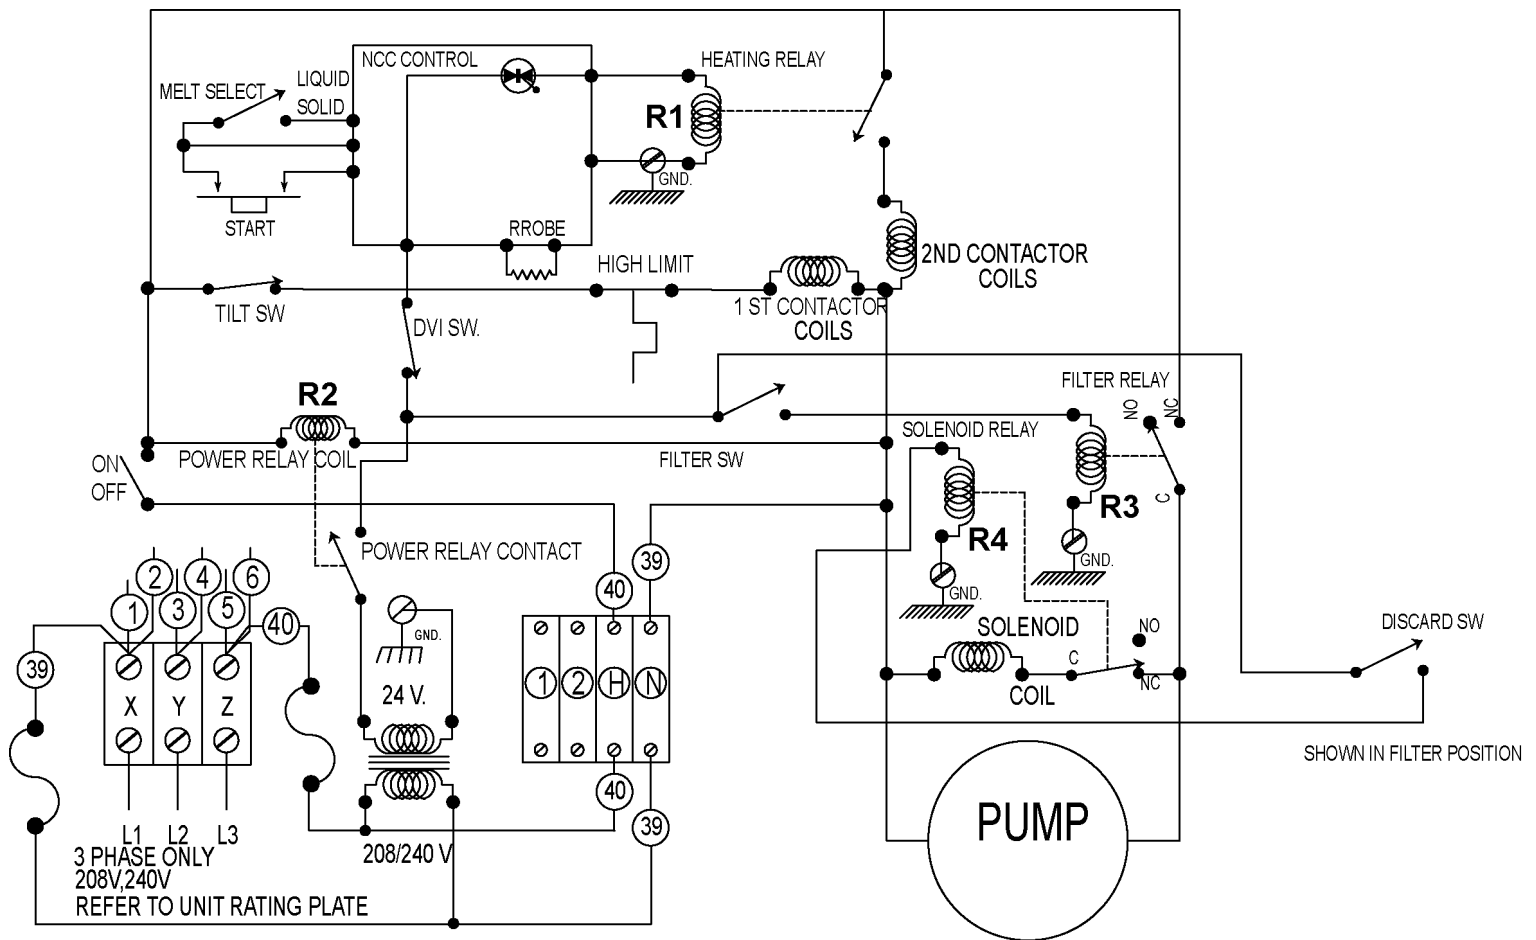 NCC CONTROL
HEATING RELAY
LIQUID
MELT SELECT
SOLID
R1
GND.
START
RROBE
2ND CONTACTOR
COILS
HIGH LIMIT
TILT SW
1 ST CONTACTOR
COILS
DVI SW.
R2
FILTER RELAY
NO
NC
SOLENOID RELAY
POWER RELAY COIL
FILTER SW
ON
OFF
C
R3
R4
POWER RELAY CONTACT
GND.
39
2
4
6
40
GND.
1
3
5
40
GND.
SOLENOID
NO
DISCARD SW
39
C
COIL
NC
24 V.
1
2
H
N
X
Y
Z
SHOWN IN FILTER POSITION
40
PUMP
39
L1
L2
L3
3 PHASE ONLY
208V,240V
208/240 V
REFER TO UNIT RATING PLATE